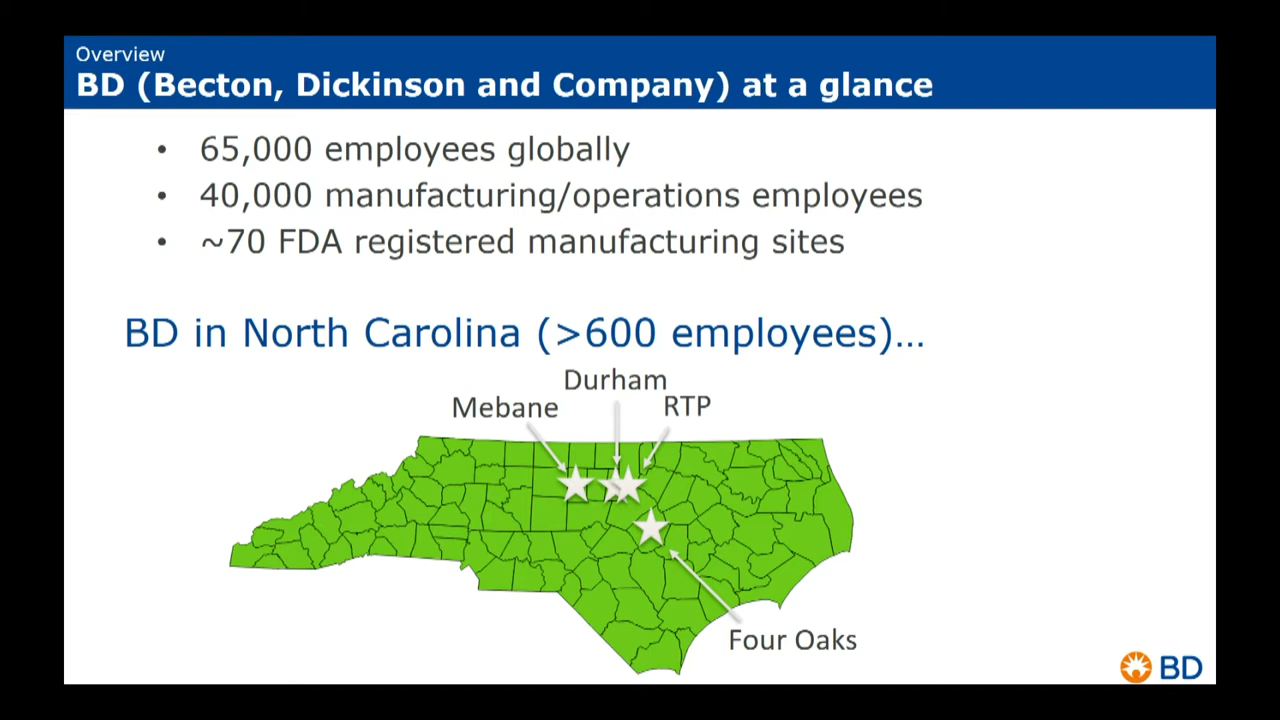 Overview
BD (Becton, Dickinson and Company) at a glance
• 65,000 employees globally
• 40,000 manufacturing/operations employees
• ~70 FDA registered manufacturing sites
BD in North Carolina (>600 employees)…
Durham
Mebane
RTP
Four Oaks
BD